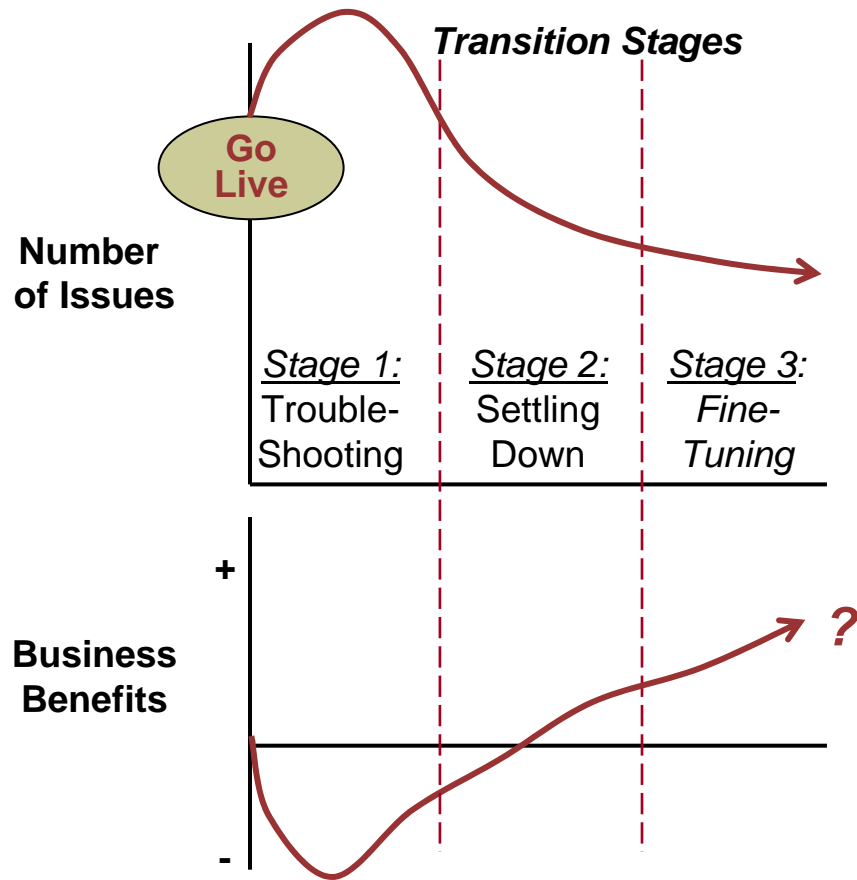 Transition Stages
Go
Live
Number
of Issues
Stage 1:
Trouble-
Shooting
Stage 2:
Settling
Down
Stage 3:
Fine-
Tuning
+
Business
Benefits
-
?